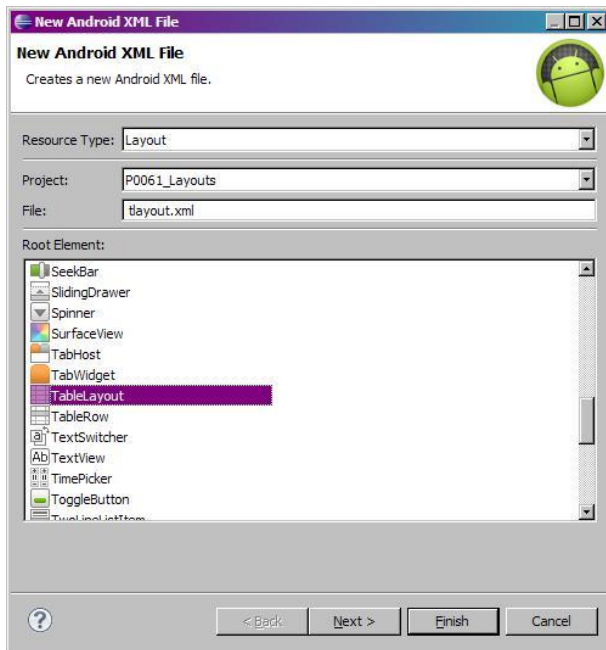 New Android XML File
New Android XML File
Creates a new Android XML file.
Resource Type: Layout
Project: P0061_Layouts
File: tlayout.xml
Root Element:
SeekBar
SlidingDrawer
Spinner
SurfaceView
TabHost
TabWidget
TableLayout
TableRow
TextSwitcher
Ab TextView
TimePicker
ToggleButton
TwoLineListItem
? < Back Next > Finish Cancel